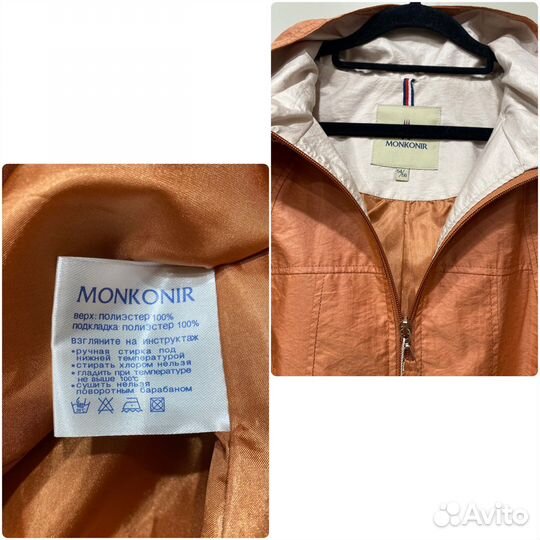 MONKONIR
MONKONIR
верх: полиэстер 100%
подкладка: полиэстер 100%
взгляните на инструктаж
•ручная стирка под
нижней температурой
•стирать хлором нельзя
•гладить при температуре
не выше 100℃
•сушить нельзя
поворотным барабаном
Avito